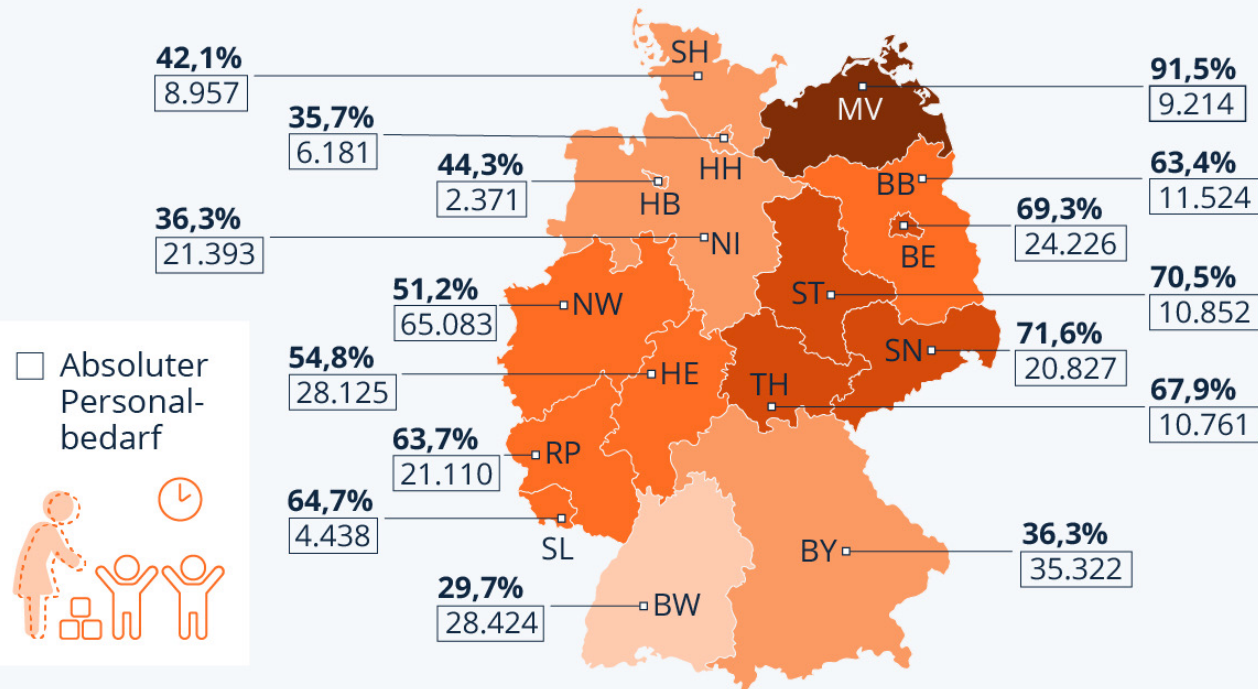 42,1%
8.957
SH
35,7%
6.181
HH
44,3%
2.371
HB
36,3%
21.393
NI
51,2%
65.083
NW
54,8%
28.125
HE
63,7%
21.110
RP
64,7%
4.438
SL
29,7%
28.424
BW
91,5%
9.214
MV
63,4%
11.524
BB
69,3%
24.226
BE
70,5%
10.852
ST
71,6%
20.827
SN
67,9%
10.761
TH
36,3%
35.322
BY
Absoluter
Personal-
bedarf